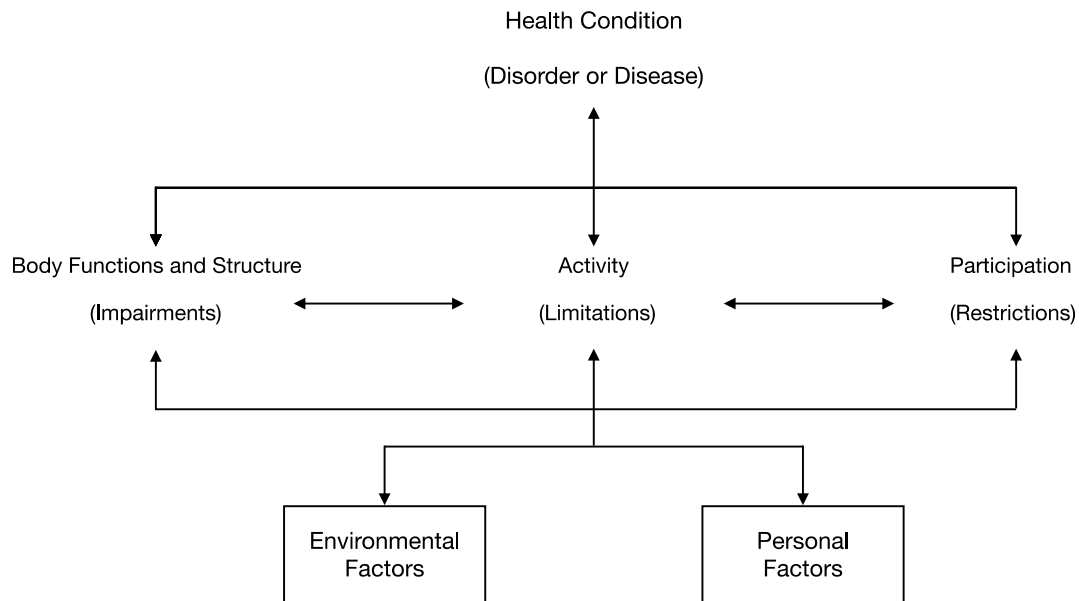 Health Condition
(Disorder or Disease)
Body Functions and Structure
(Impairments)
Activity
(Limitations)
Participation
(Restrictions)
Environmental
Factors
Personal
Factors